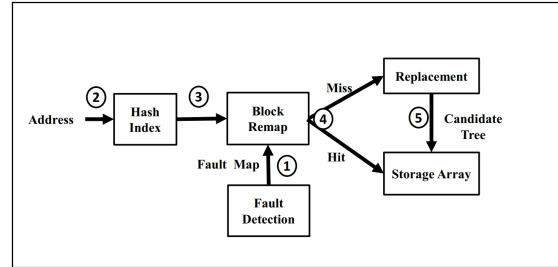 Miss
Replacement
2
3
Hash
Index
Block
Remap
Address
4
5
Candidate
Tree
Fault Map
1
Hit
Storage Array
Fault
Detection